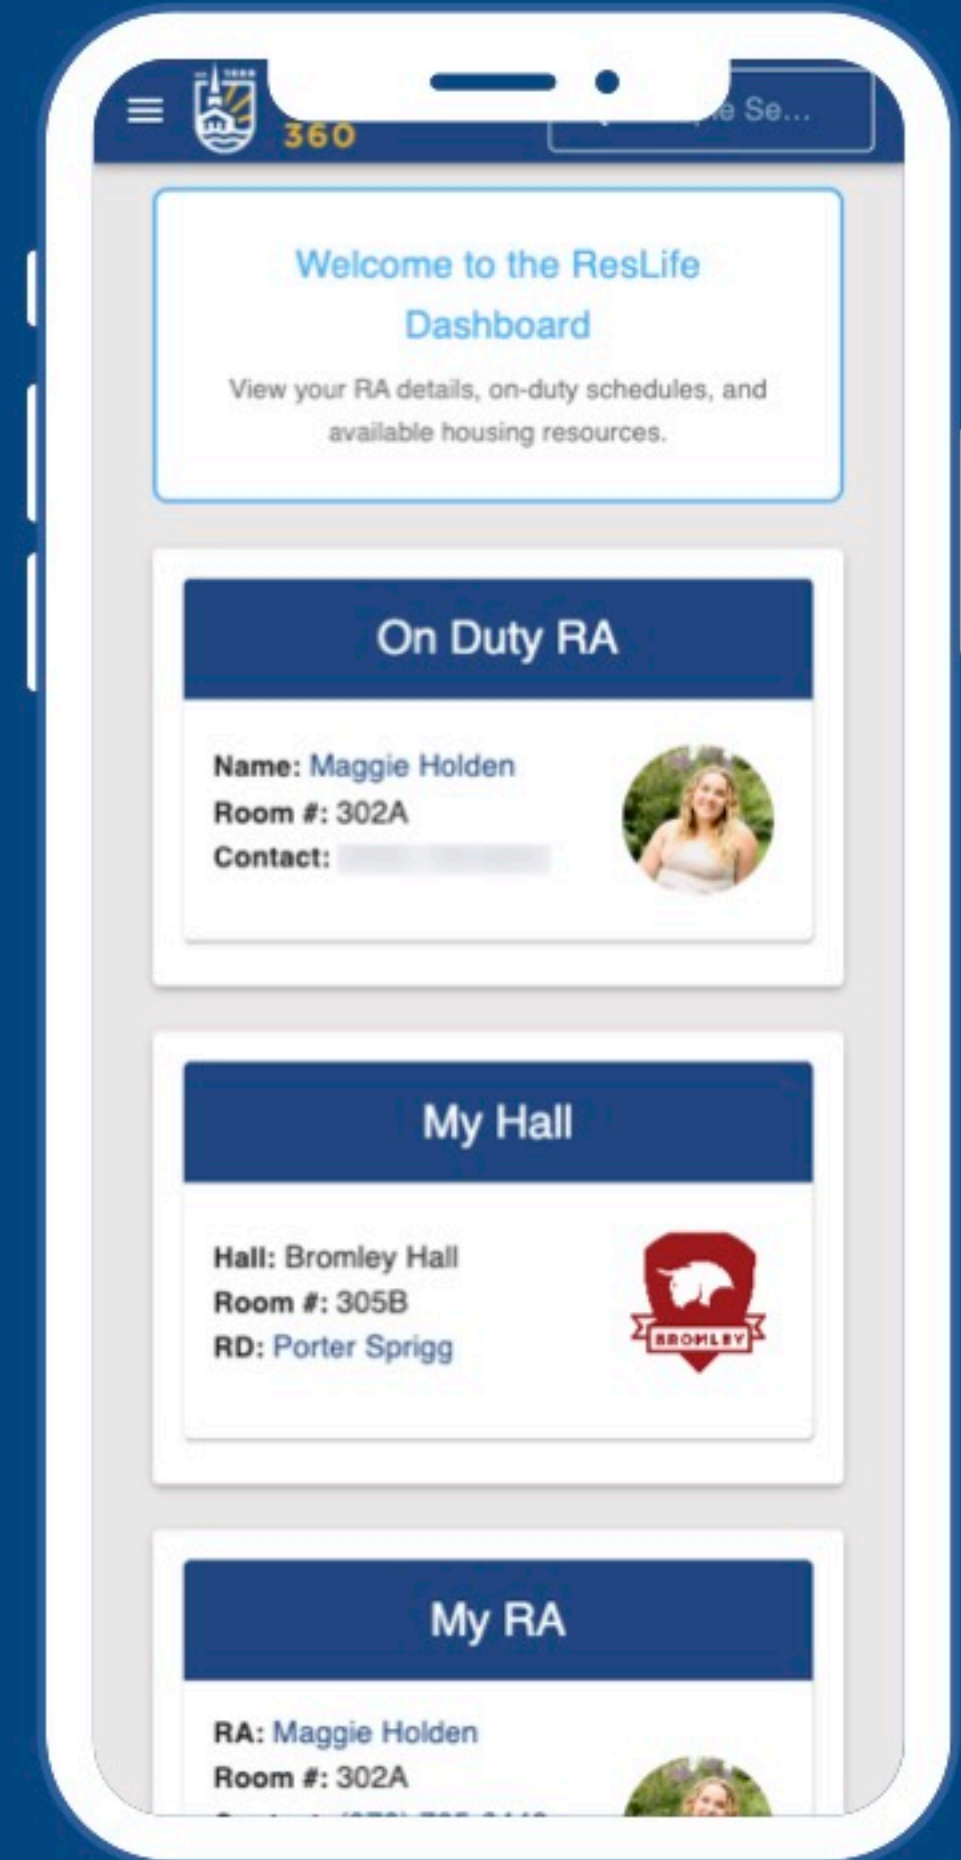 1889
360
Se...
Welcome to the ResLife
Dashboard
View your RA details, on-duty schedules, and
available housing resources.
On Duty RA
Name: Maggie Holden
Room #: 302A
Contact:
My Hall
Hall: Bromley Hall
Room #: 305B
RD: Porter Sprigg
BROMLEY
My RA
RA: Maggie Holden
Room #: 302A